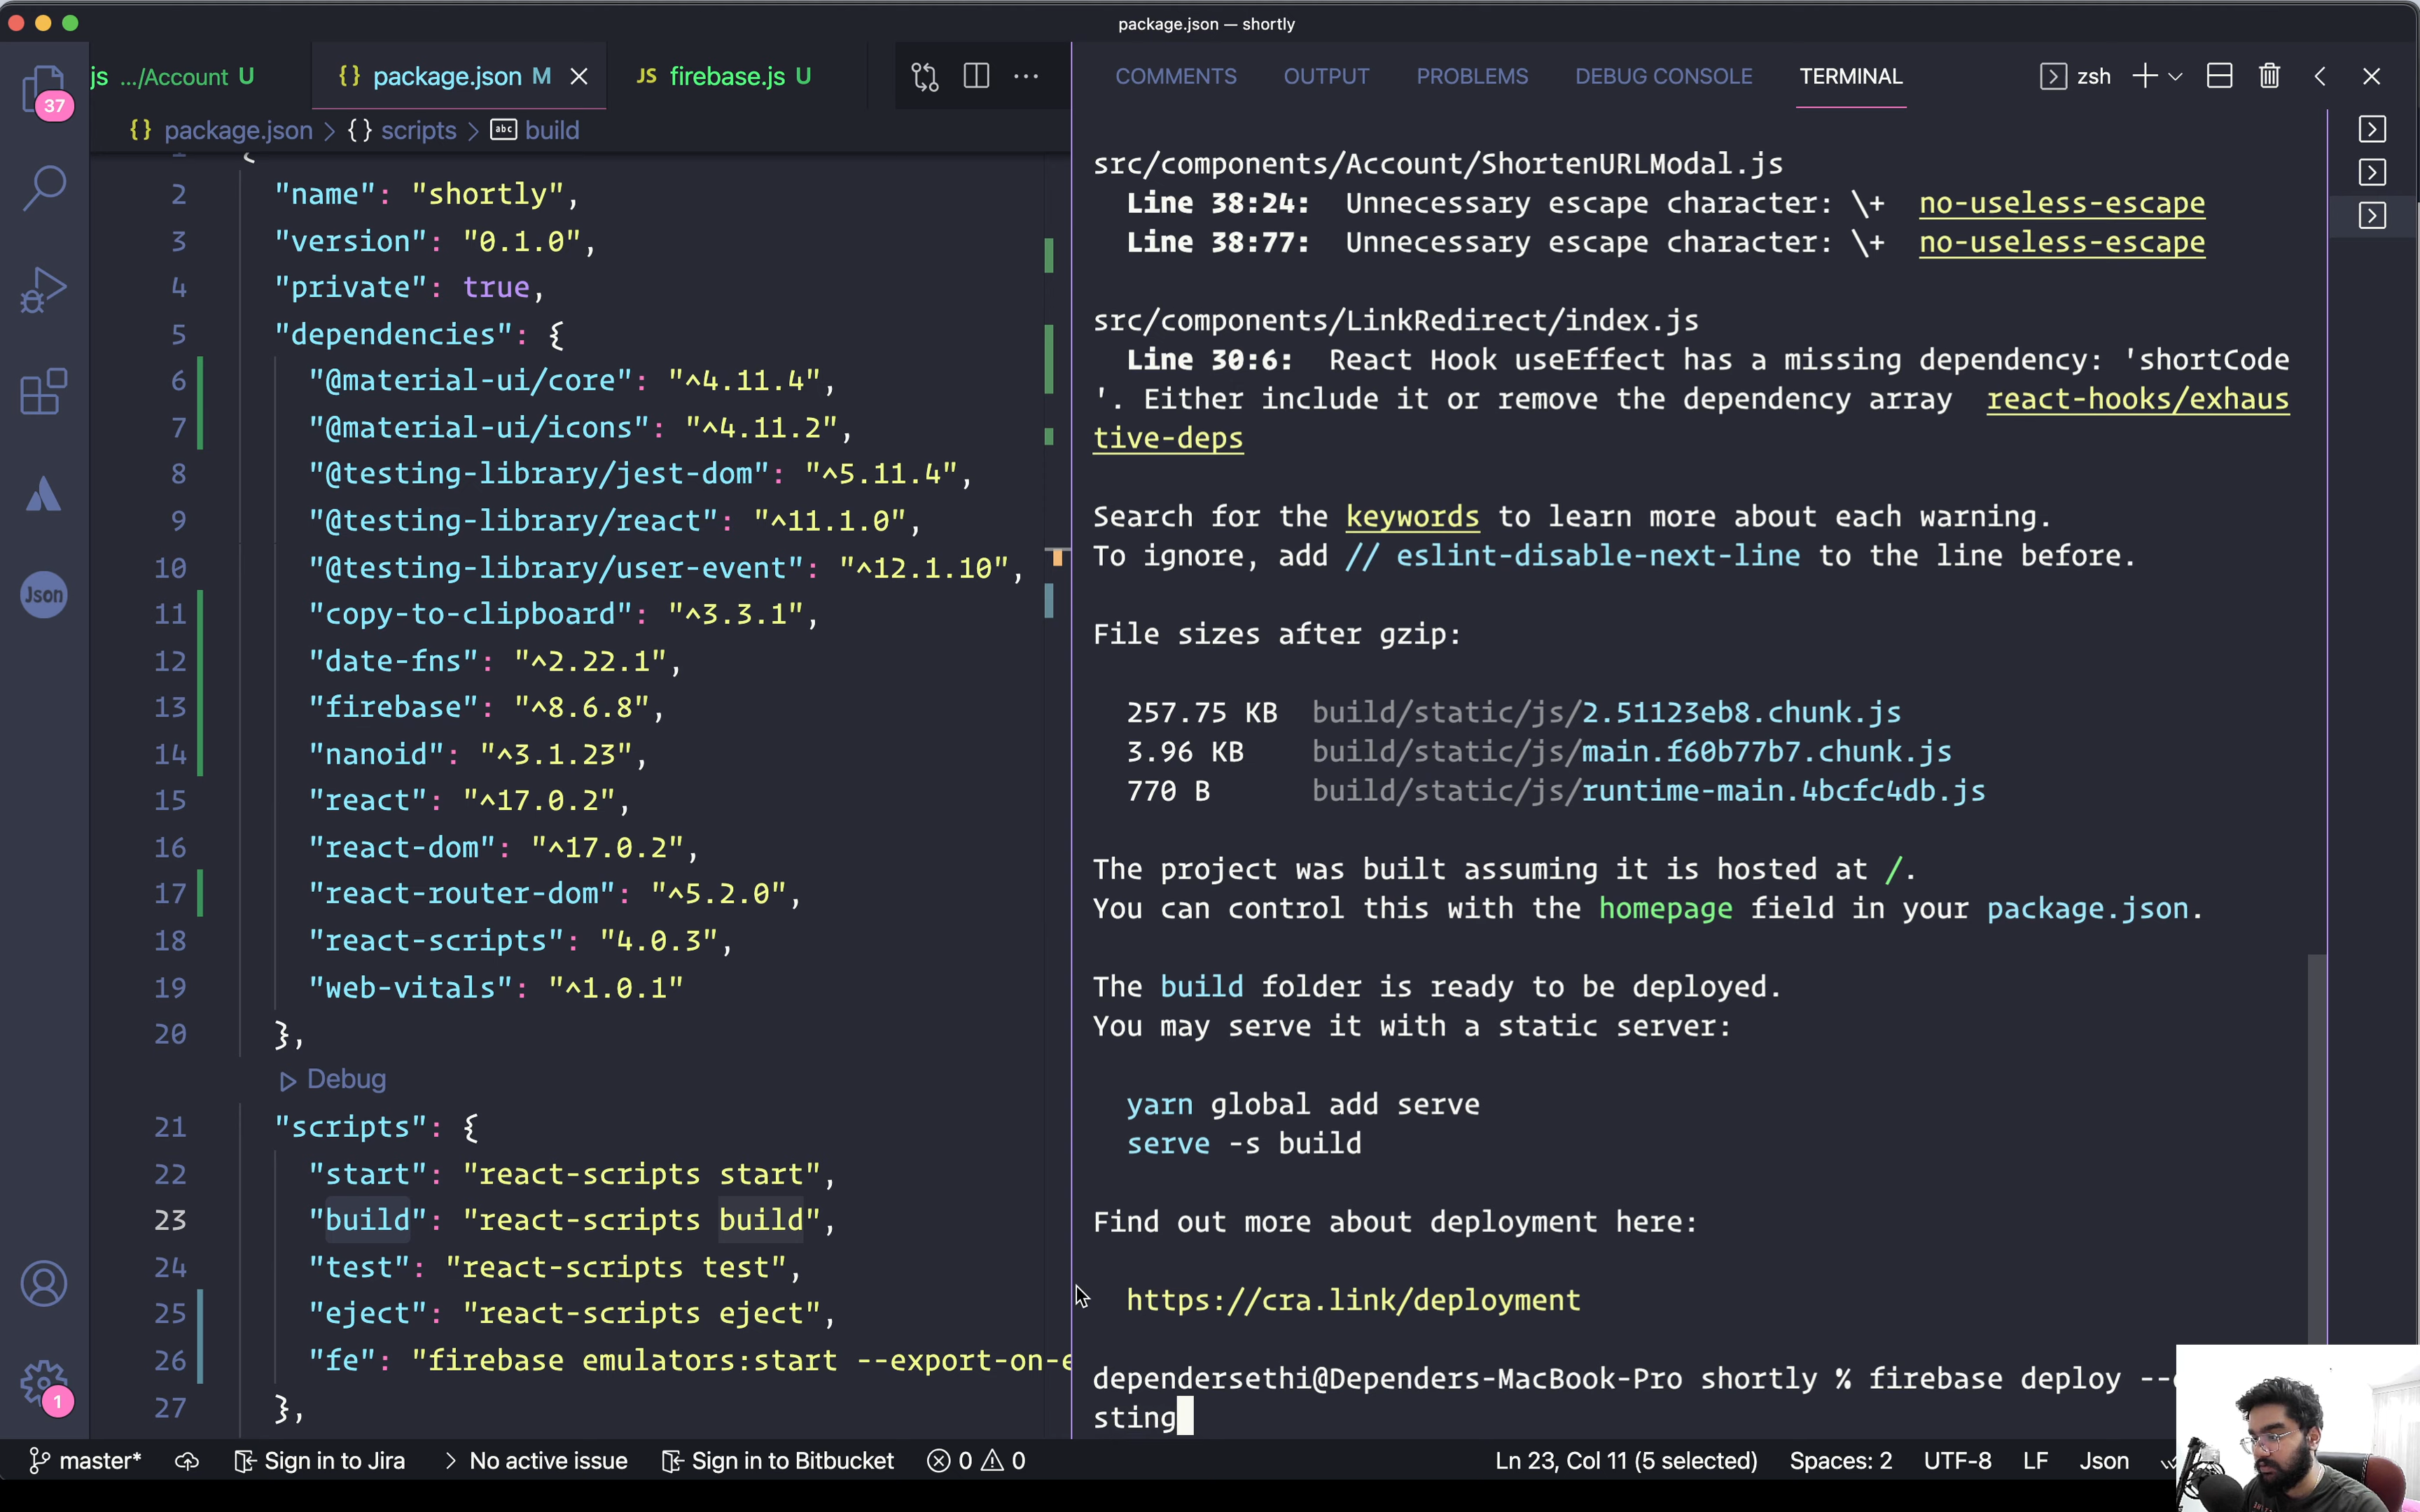 package.json — shortly
js .../Account U
{} package.json M
JS firebase.js U
COMMENTS OUTPUT PROBLEMS DEBUG CONSOLE TERMINAL
zsh
37
{} package.json > {} scripts > abc build
1 {
2 "name": "shortly",
3 "version": "0.1.0",
4 "private": true,
5 "dependencies": {
6 "@material-ui/core": "^4.11.4",
7 "@material-ui/icons": "^4.11.2",
8 "@testing-library/jest-dom": "^5.11.4",
9 "@testing-library/react": "^11.1.0",
10 "@testing-library/user-event": "^12.1.10",
11 "copy-to-clipboard": "^3.3.1",
12 "date-fns": "^2.22.1",
13 "firebase": "^8.6.8",
14 "nanoid": "^3.1.23",
15 "react": "^17.0.2",
16 "react-dom": "^17.0.2",
17 "react-router-dom": "^5.2.0",
18 "react-scripts": "4.0.3",
19 "web-vitals": "^1.0.1"
20 },
Debug
21 "scripts": {
22 "start": "react-scripts start",
23 "build": "react-scripts build",
24 "test": "react-scripts test",
25 "eject": "react-scripts eject",
26 "fe": "firebase emulators:start --export-on-e
27 },
Json
1
src/components/Account/ShortenURLModal.js
Line 38:24: Unnecessary escape character: \+ no-useless-escape
Line 38:77: Unnecessary escape character: \+ no-useless-escape
src/components/LinkRedirect/index.js
Line 30:6: React Hook useEffect has a missing dependency: 'shortCode
'. Either include it or remove the dependency array react-hooks/exhaus
tive-deps
Search for the keywords to learn more about each warning.
To ignore, add // eslint-disable-next-line to the line before.
File sizes after gzip:
257.75 KB build/static/js/2.51123eb8.chunk.js
3.96 KB build/static/js/main.f60b77b7.chunk.js
770 B build/static/js/runtime-main.4bcfc4db.js
The project was built assuming it is hosted at /.
You can control this with the homepage field in your package.json.
The build folder is ready to be deployed.
You may serve it with a static server:
yarn global add serve
serve -s build
Find out more about deployment here:
https://cra.link/deployment
dependersethi@Dependers-MacBook-Pro shortly % firebase deploy --
sting
master* Sign in to Jira > No active issue Sign in to Bitbucket 0 0
Ln 23, Col 11 (5 selected) Spaces: 2 UTF-8 LF Json